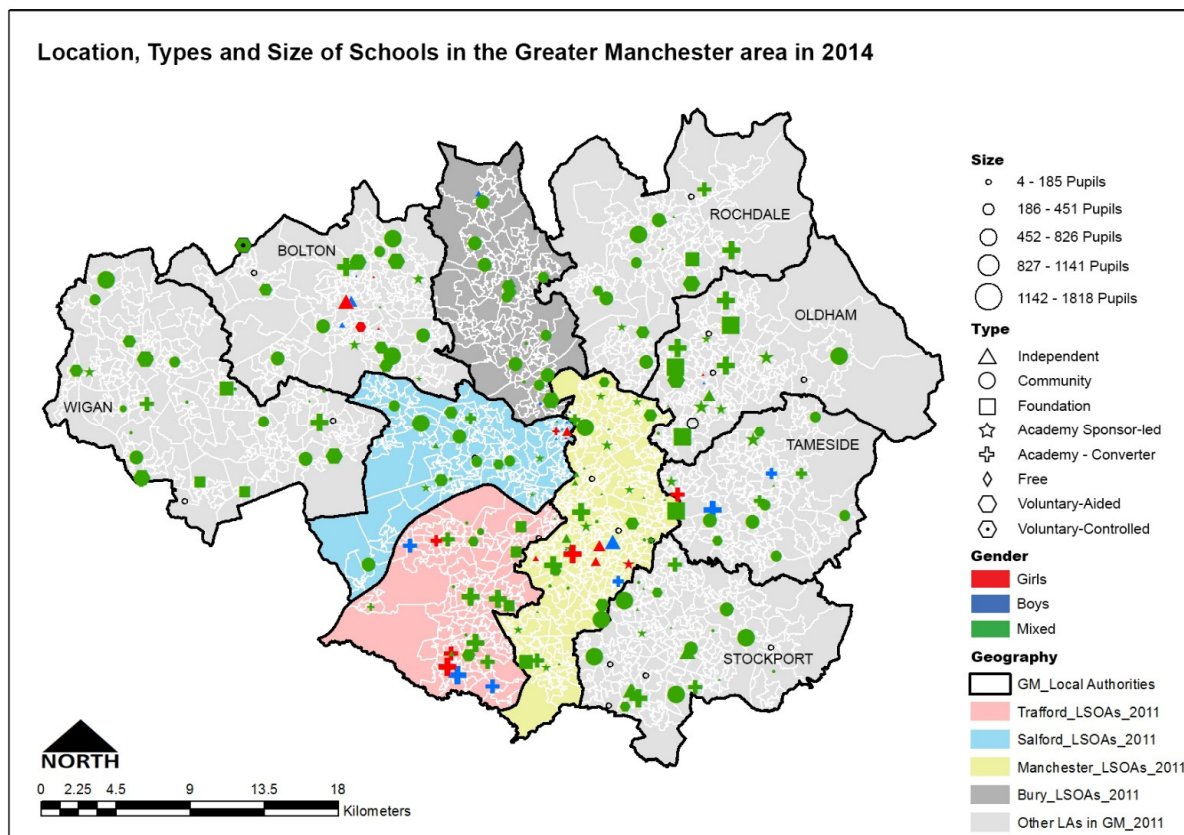 Location, Types and Size of Schools in the Greater Manchester area in 2014
ROCHDALE
BOLTON
OLDHAM
WIGAN
TAMESIDE
STOCKPORT
Size
4 - 185 Pupils
186 - 451 Pupils
452 - 826 Pupils
827 - 1141 Pupils
1142 - 1818 Pupils
Type
Independent
Community
Foundation
Academy Sponsor-led
Academy - Converter
Free
Voluntary-Aided
Voluntary-Controlled
Gender
Girls
Boys
Mixed
Geography
GM_Local Authorities
Trafford_LSOAs_2011
Salford_LSOAs_2011
Manchester_LSOAs_2011
Bury_LSOAs_2011
Other LAs in GM_2011
NORTH
0 2.25 4.5 9 13.5 18
Kilometers